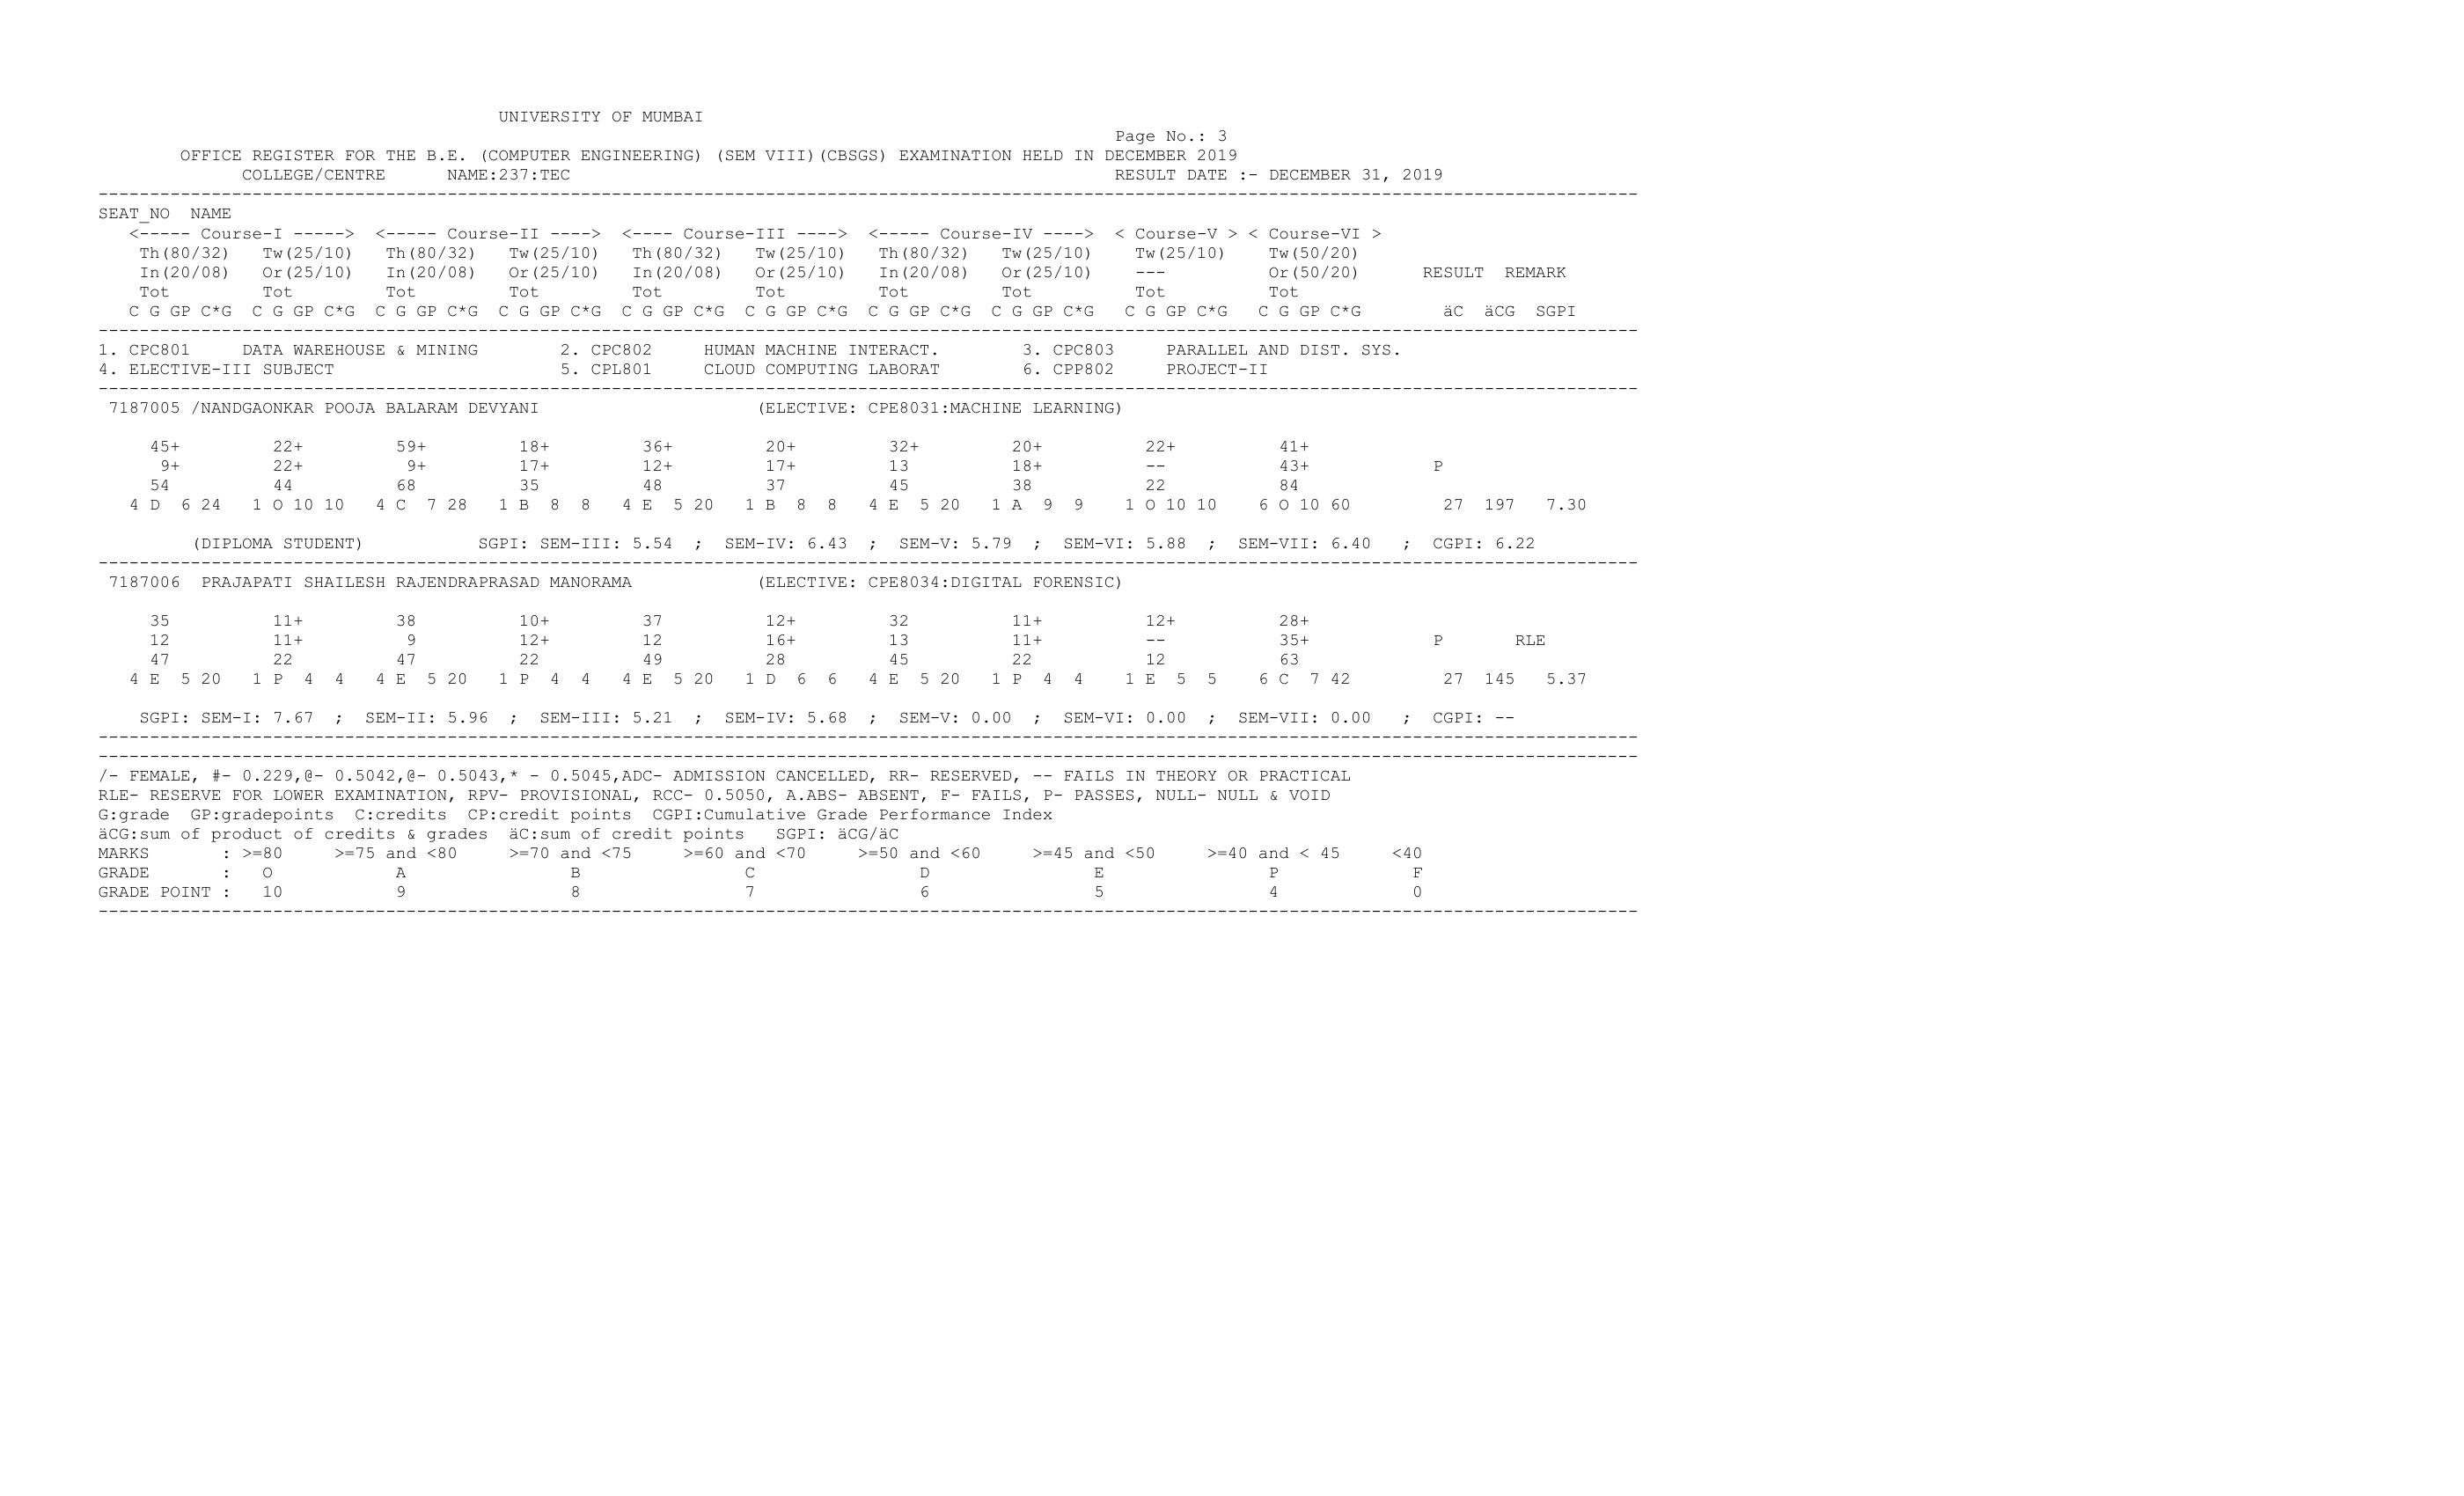 UNIVERSITY OF MUMBAI
Page No.: 3
OFFICE REGISTER FOR THE B.E. (COMPUTER ENGINEERING) (SEM VIII)(CBSGS) EXAMINATION HELD IN DECEMBER 2019
COLLEGE/CENTRE      NAME:237:TEC      RESULT DATE :- DECEMBER 31, 2019
------------------------------------------------------------------------------------------------------------------------------------------------------
SEAT_NO  NAME
<----- Course-I ----->  <----- Course-II ---->  <---- Course-III ---->  <----- Course-IV ---->  < Course-V > < Course-VI >
Th(80/32)   Tw(25/10)   Th(80/32)   Tw(25/10)   Th(80/32)   Tw(25/10)   Th(80/32)   Tw(25/10)    Tw(25/10)    Tw(50/20)
In(20/08)   Or(25/10)   In(20/08)   Or(25/10)   In(20/08)   Or(25/10)   In(20/08)   Or(25/10)    ---          Or(50/20)      RESULT  REMARK
Tot         Tot         Tot         Tot         Tot         Tot         Tot         Tot          Tot          Tot
C G GP C*G  C G GP C*G  C G GP C*G  C G GP C*G  C G GP C*G  C G GP C*G  C G GP C*G  C G GP C*G   C G GP C*G   C G GP C*G        äC  äCG  SGPI
------------------------------------------------------------------------------------------------------------------------------------------------------
1. CPC801     DATA WAREHOUSE & MINING        2. CPC802     HUMAN MACHINE INTERACT.        3. CPC803     PARALLEL AND DIST. SYS.
4. ELECTIVE-III SUBJECT                      5. CPL801     CLOUD COMPUTING LABORAT        6. CPP802     PROJECT-II
------------------------------------------------------------------------------------------------------------------------------------------------------
7187005 /NANDGAONKAR POOJA BALARAM DEVYANI                     (ELECTIVE: CPE8031:MACHINE LEARNING)
45+         22+         59+         18+         36+         20+         32+         20+          22+          41+
9+          22+         9+          17+         12+         17+         13          18+          --           43+            P
54          44          68          35          48          37          45          38           22           84
4 D  6 24   1 O 10 10   4 C  7 28   1 B  8  8   4 E  5 20   1 B  8  8   4 E  5 20   1 A  9  9    1 O 10 10    6 O 10 60         27  197   7.30
(DIPLOMA STUDENT)           SGPI: SEM-III: 5.54  ;  SEM-IV: 6.43  ;  SEM-V: 5.79  ;  SEM-VI: 5.88  ;  SEM-VII: 6.40   ;  CGPI: 6.22
------------------------------------------------------------------------------------------------------------------------------------------------------
7187006  PRAJAPATI SHAILESH RAJENDRAPRASAD MANORAMA            (ELECTIVE: CPE8034:DIGITAL FORENSIC)
35          11+         38          10+         37          12+         32          11+          12+          28+
12          11+         9           12+         12          16+         13          11+          --           35+            P       RLE
47          22          47          22          49          28          45          22           12           63
4 E  5 20   1 P  4  4   4 E  5 20   1 P  4  4   4 E  5 20   1 D  6  6   4 E  5 20   1 P  4  4    1 E  5  5    6 C  7 42         27  145   5.37
SGPI: SEM-I: 7.67  ;  SEM-II: 5.96  ;  SEM-III: 5.21  ;  SEM-IV: 5.68  ;  SEM-V: 0.00  ;  SEM-VI: 0.00  ;  SEM-VII: 0.00   ;  CGPI: --
------------------------------------------------------------------------------------------------------------------------------------------------------
------------------------------------------------------------------------------------------------------------------------------------------------------
/- FEMALE, #- 0.229,@- 0.5042,@- 0.5043,* - 0.5045,ADC- ADMISSION CANCELLED, RR- RESERVED, -- FAILS IN THEORY OR PRACTICAL
RLE- RESERVE FOR LOWER EXAMINATION, RPV- PROVISIONAL, RCC- 0.5050, A.ABS- ABSENT, F- FAILS, P- PASSES, NULL- NULL & VOID
G:grade  GP:gradepoints  C:credits  CP:credit points  CGPI:Cumulative Grade Performance Index
äCG:sum of product of credits & grades  äC:sum of credit points   SGPI: äCG/äC
MARKS       : >=80     >=75 and <80     >=70 and <75     >=60 and <70     >=50 and <60     >=45 and <50     >=40 and < 45     <40
GRADE       :   O            A                B                C                D                E                P             F
GRADE POINT :   10           9                8                7                6                5                4             0
------------------------------------------------------------------------------------------------------------------------------------------------------